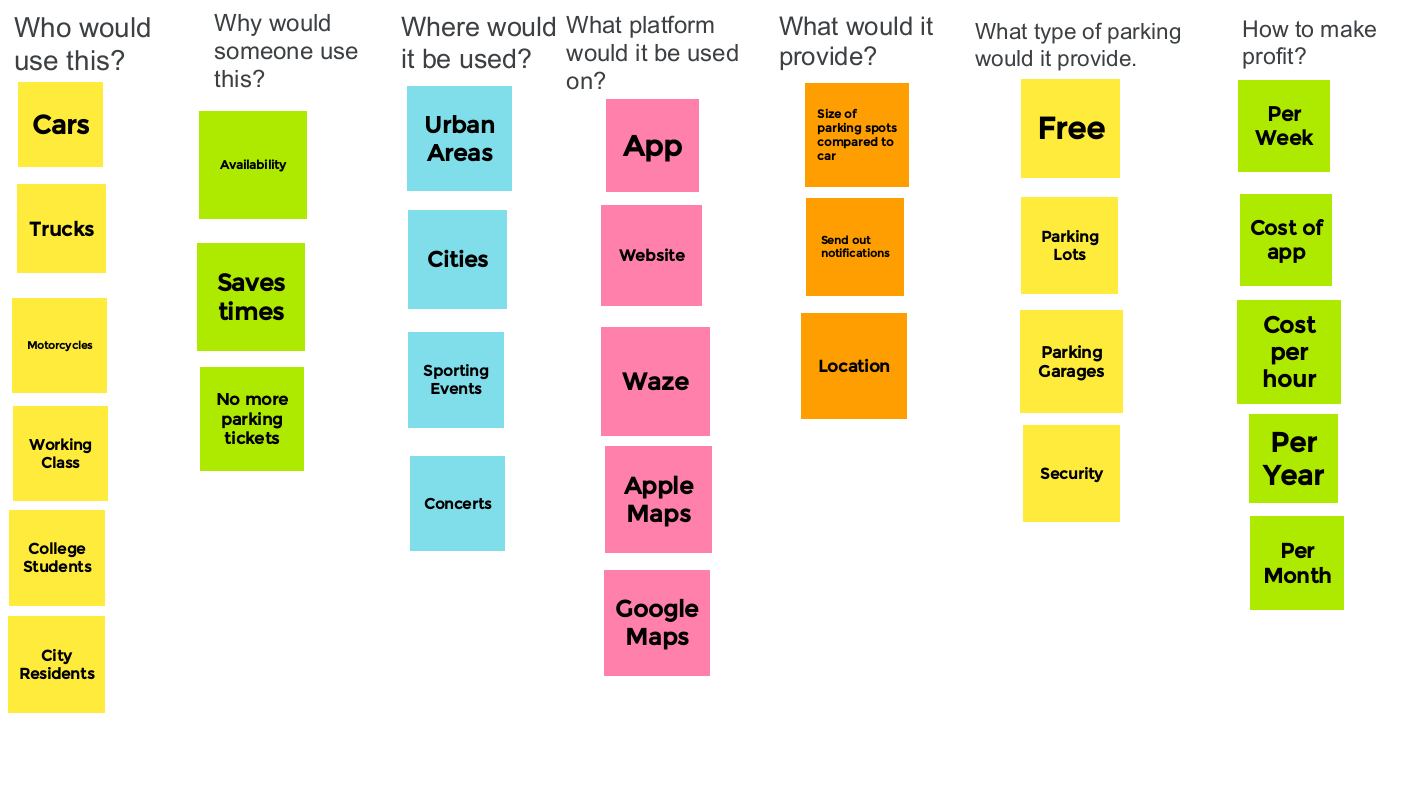 Who would
use this?
Cars
Trucks
Motorcycles
Working
Class
College
Students
City
Residents
Why would
someone use
this?
Availability
Saves
times
No more
parking
tickets
Where would
it be used?
Urban
Areas
Cities
Sporting
Events
Concerts
What platform
would it be used
on?
App
Website
Waze
Apple
Maps
Google
Maps
What would it
provide?
Size of
parking spots
compared to
car
Send out
notifications
Location
What type of parking
would it provide.
Free
Parking
Lots
Parking
Garages
Security
How to make
profit?
Per
Week
Cost of
app
Cost
per
hour
Per
Year
Per
Month